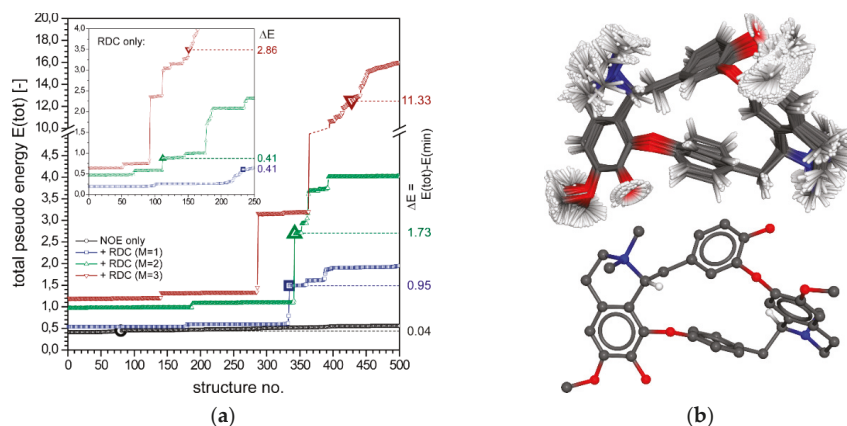 total pseudo energy E(tot) [-]
20,0
18,0
16,0
14,0
12,0
10,0
4,0
3,5
3,0
2,5
2,0
1,5
1,0
0,5
0,0
0 50 100 150 200 250 300 350 400 450 500
structure no.
RDC only:
4.0
3.5
3.0
2.5
2.0
1.5
1.0
0.5
0.0
0 50 100 150 200 250
ΔE
2.86
0.41
0.41
11.33
1.73
0.95
0.04
ΔE =
E(tot)-E(min)
NOE only
+ RDC (M=1)
+ RDC (M=2)
+ RDC (M=3)
(a)
N
N
N
N
(b)